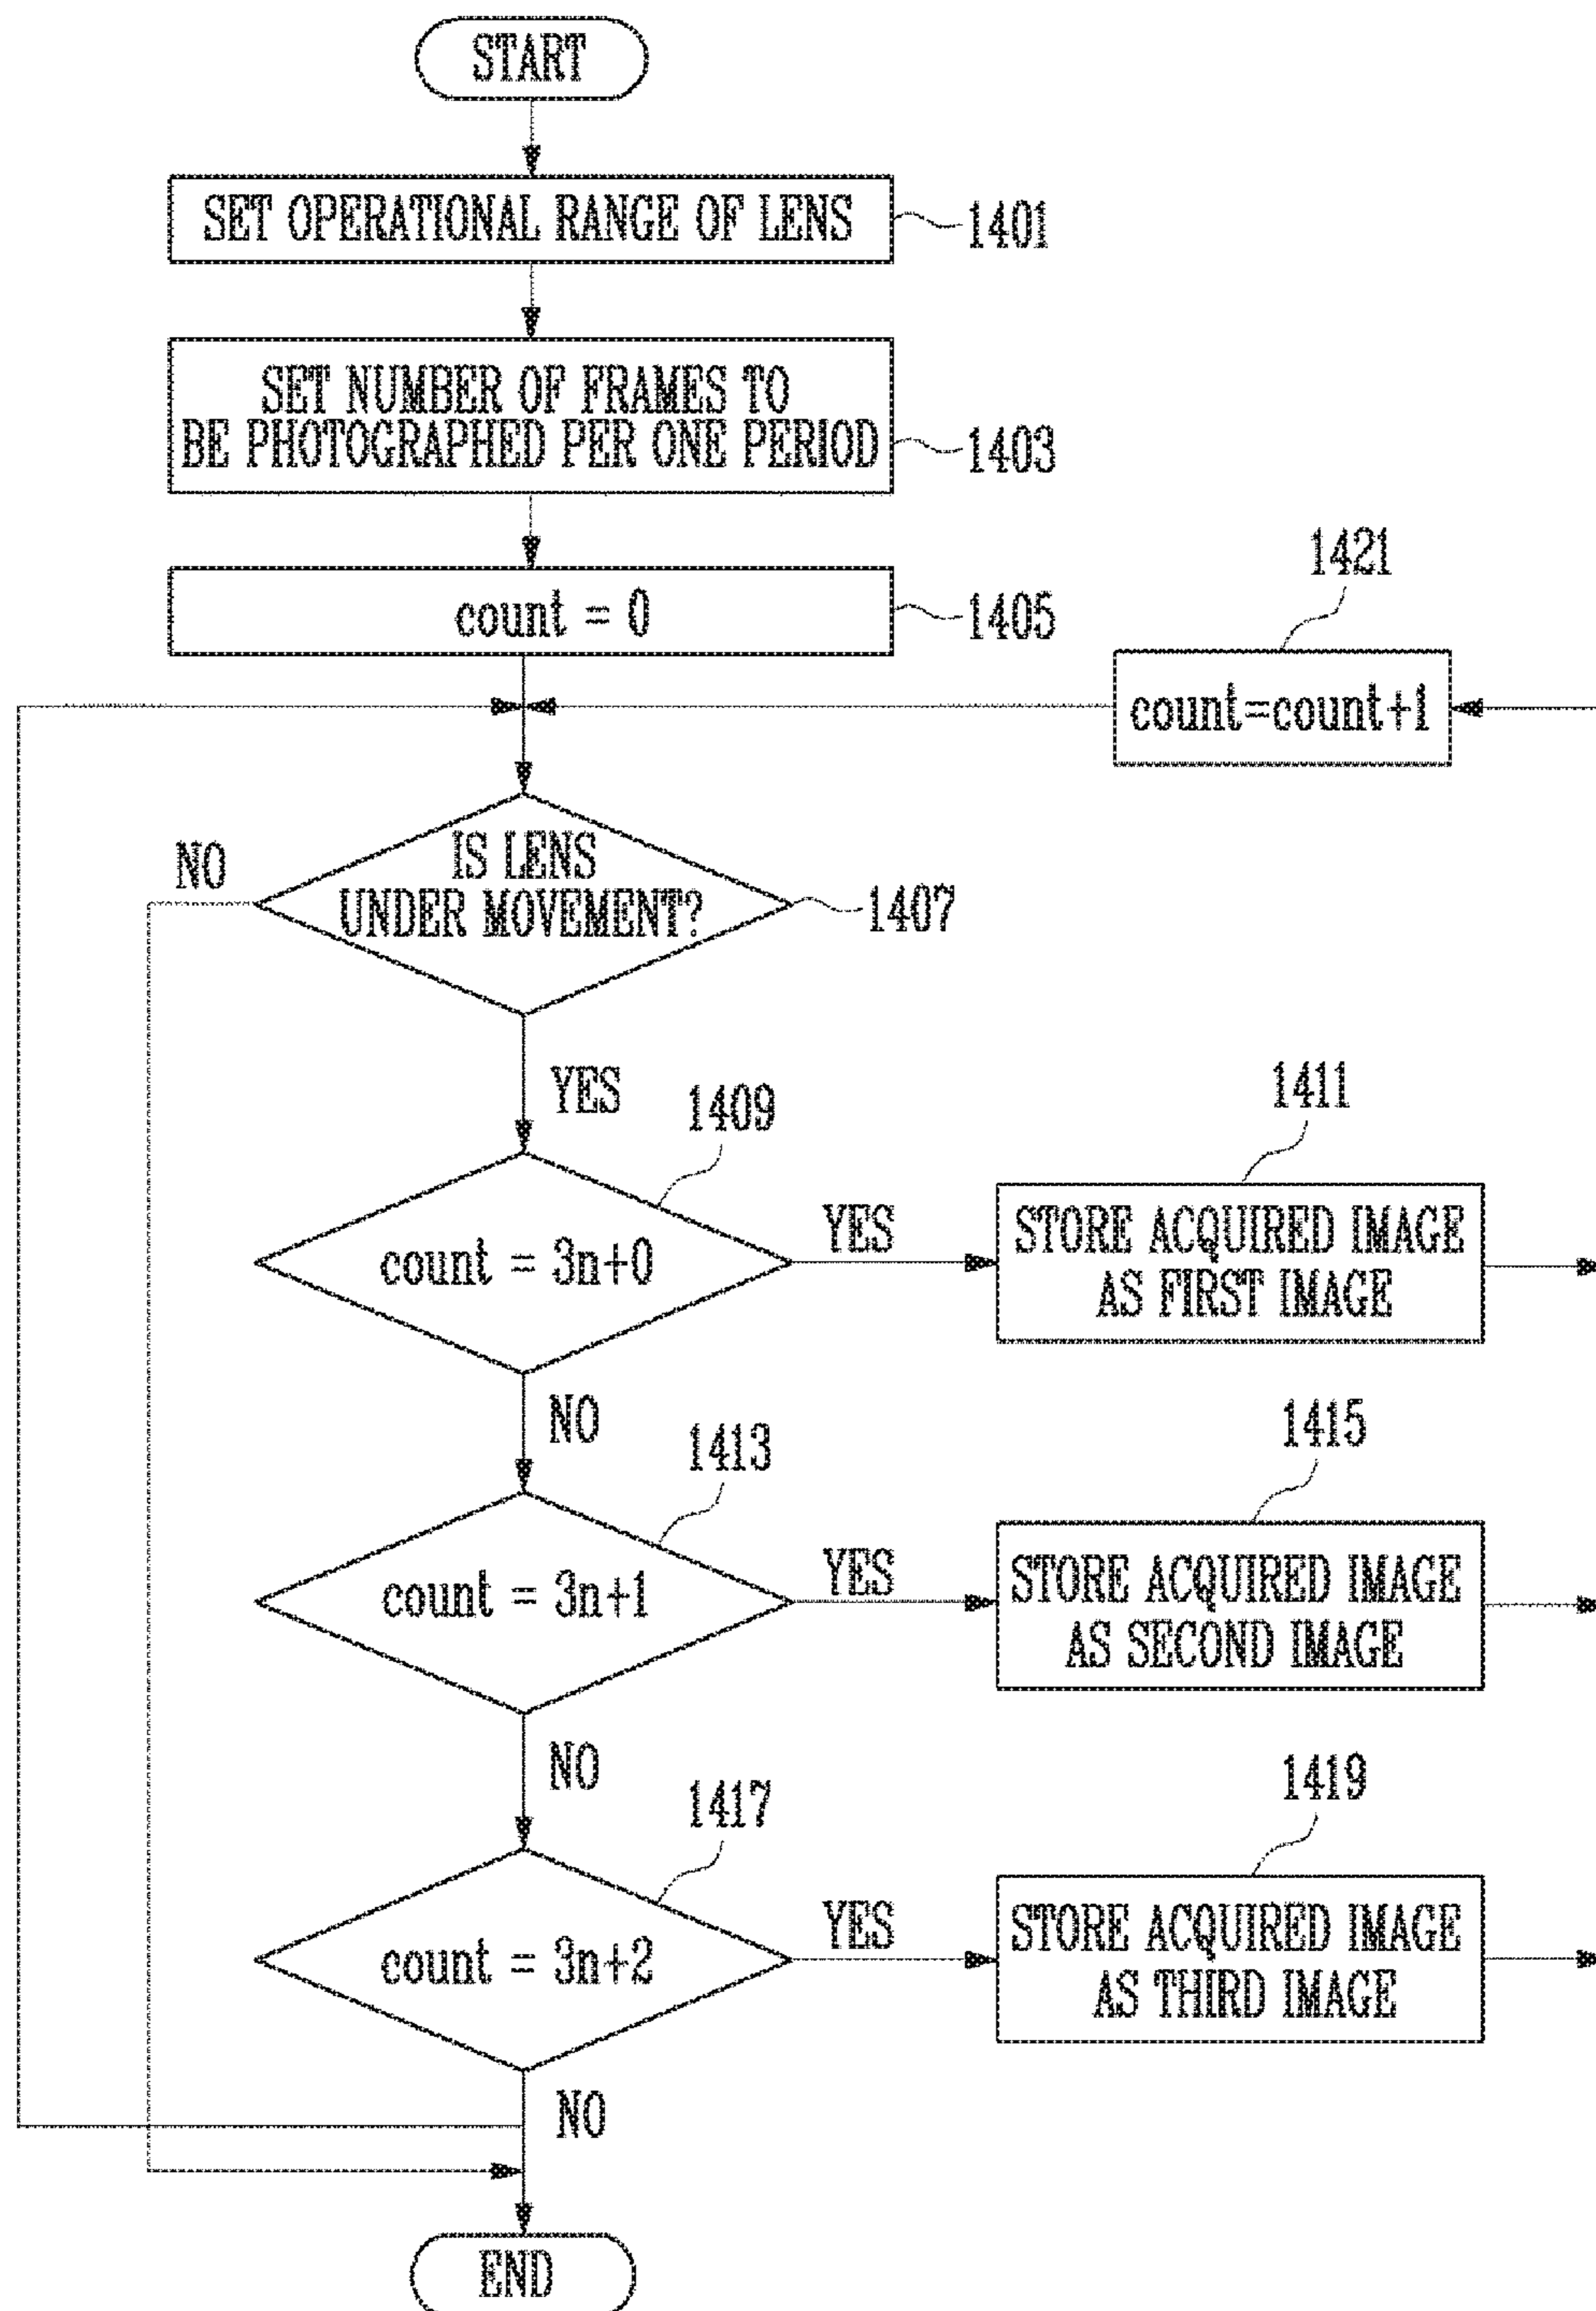 START
SET OPERATIONAL RANGE OF LENS
1401
SET NUMBER OF FRAMES TO
BE PHOTOGRAPHED PER ONE PERIOD
1403
count = 0
1405
1421
count=count+1
NO
IS LENS
UNDER MOVEMENT?
1407
YES
1409
count = 3n+0
YES
1411
STORE ACQUIRED IMAGE
AS FIRST IMAGE
NO
1413
count = 3n+1
YES
1415
STORE ACQUIRED IMAGE
AS SECOND IMAGE
NO
1417
count = 3n+2
YES
1419
STORE ACQUIRED IMAGE
AS THIRD IMAGE
NO
END